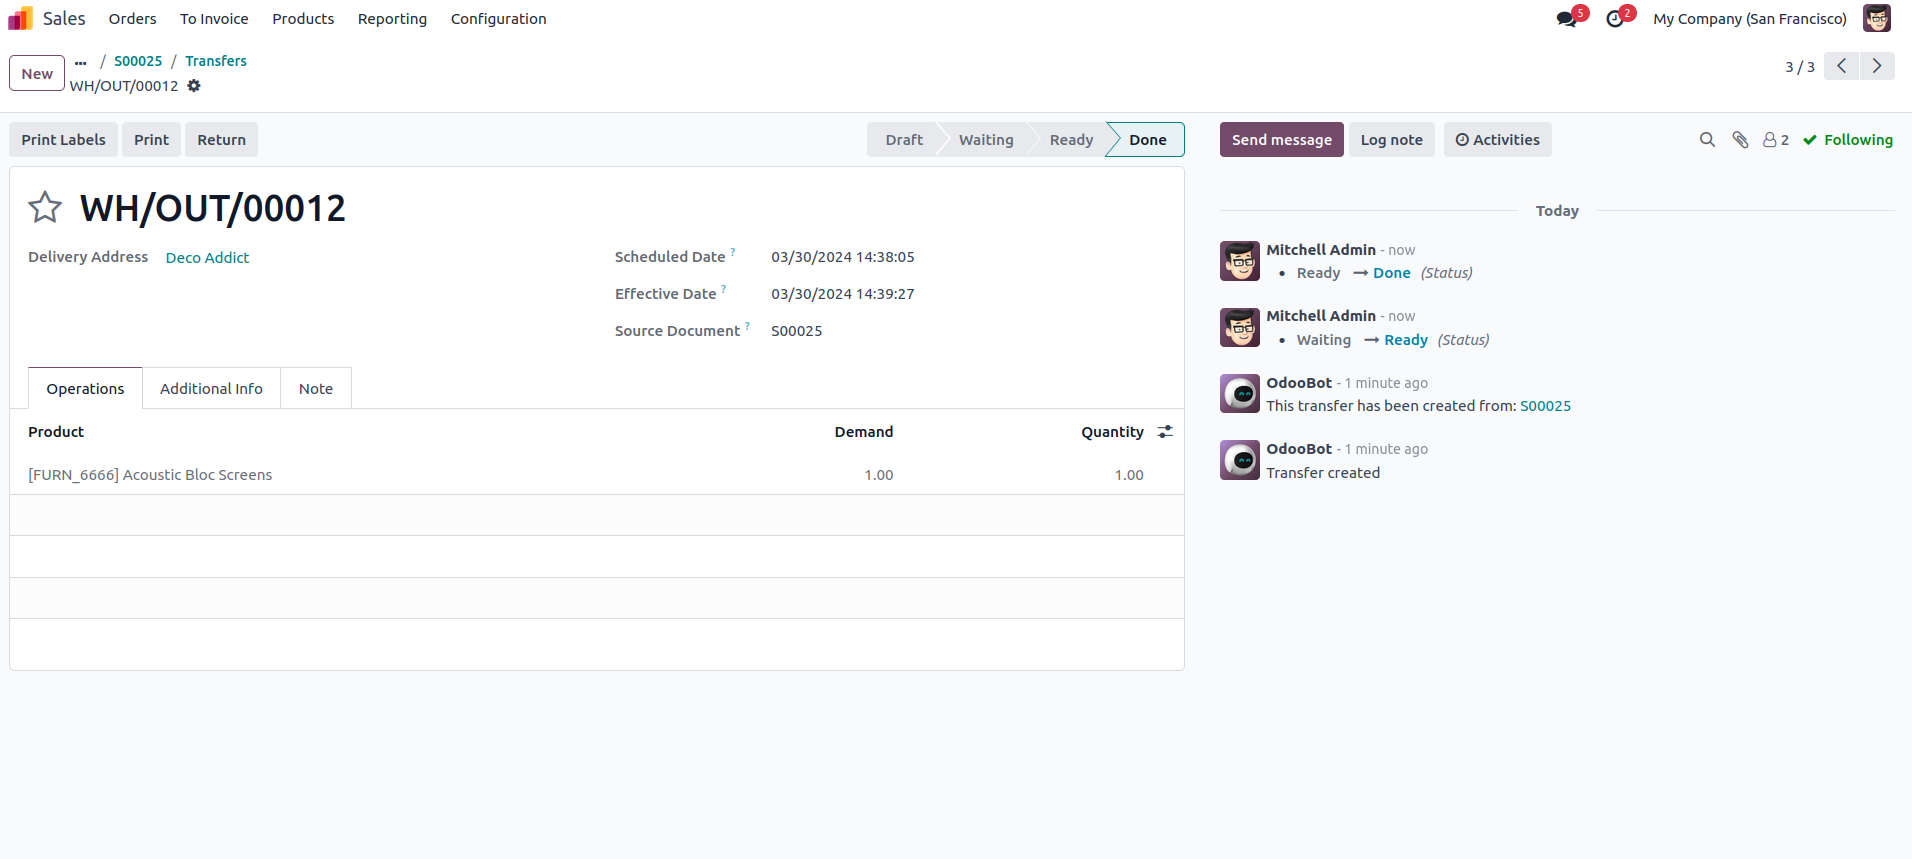 Sales Orders To Invoice Products Reporting Configuration 5 2 My Company (San Francisco)
New ... / S00025 / Transfers
WH/OUT/00012
3 / 3
Print Labels Print Return Draft Waiting Ready Done
Send message Log note Activities 2 Following
WH/OUT/00012
Delivery Address Deco Addict
Scheduled Date ? 03/30/2024 14:38:05
Effective Date ? 03/30/2024 14:39:27
Source Document ? S00025
Operations Additional Info Note
Product Demand Quantity
[FURN_6666] Acoustic Bloc Screens 1.00 1.00
Today
Mitchell Admin - now
• Ready → Done (Status)
Mitchell Admin - now
• Waiting → Ready (Status)
OdooBot - 1 minute ago
This transfer has been created from: S00025
OdooBot - 1 minute ago
Transfer created